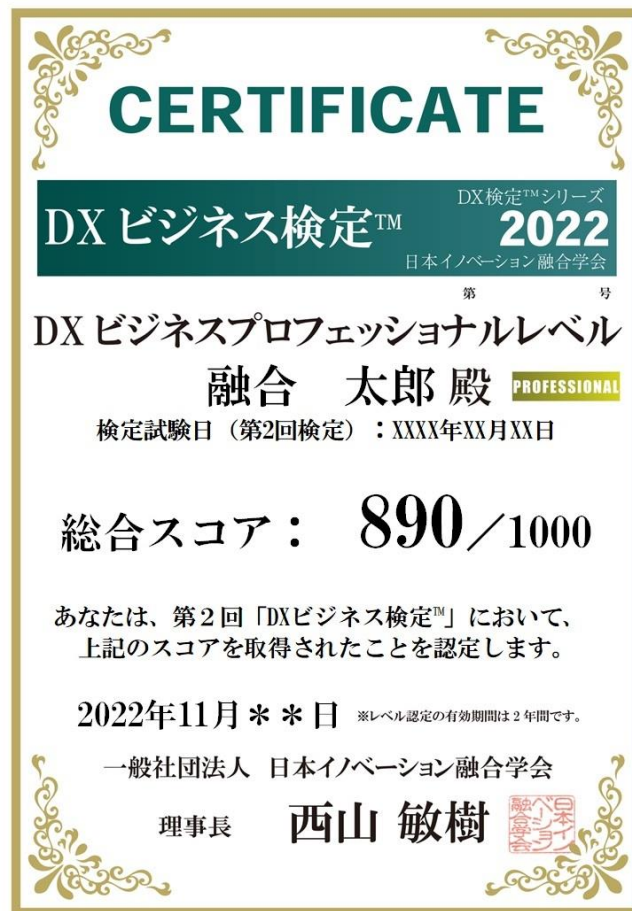 CERTIFICATE
DX検定™シリーズ
DX ビジネス検定™ 2022
日本イノベーション融合学会
第 号
DX ビジネスプロフェッショナルレベル
融合 太郎 殿 PROFESSIONAL
検定試験日（第2回検定）：XXXX年XX月XX日
総合スコア： 890／1000
あなたは、第２回「DXビジネス検定™」において、
上記のスコアを取得されたことを認定します。
2022年11月＊＊日 ※レベル認定の有効期間は２年間です。
一般社団法人 日本イノベーション融合学会
理事長 西山 敏樹
日本イノベーション融合学会